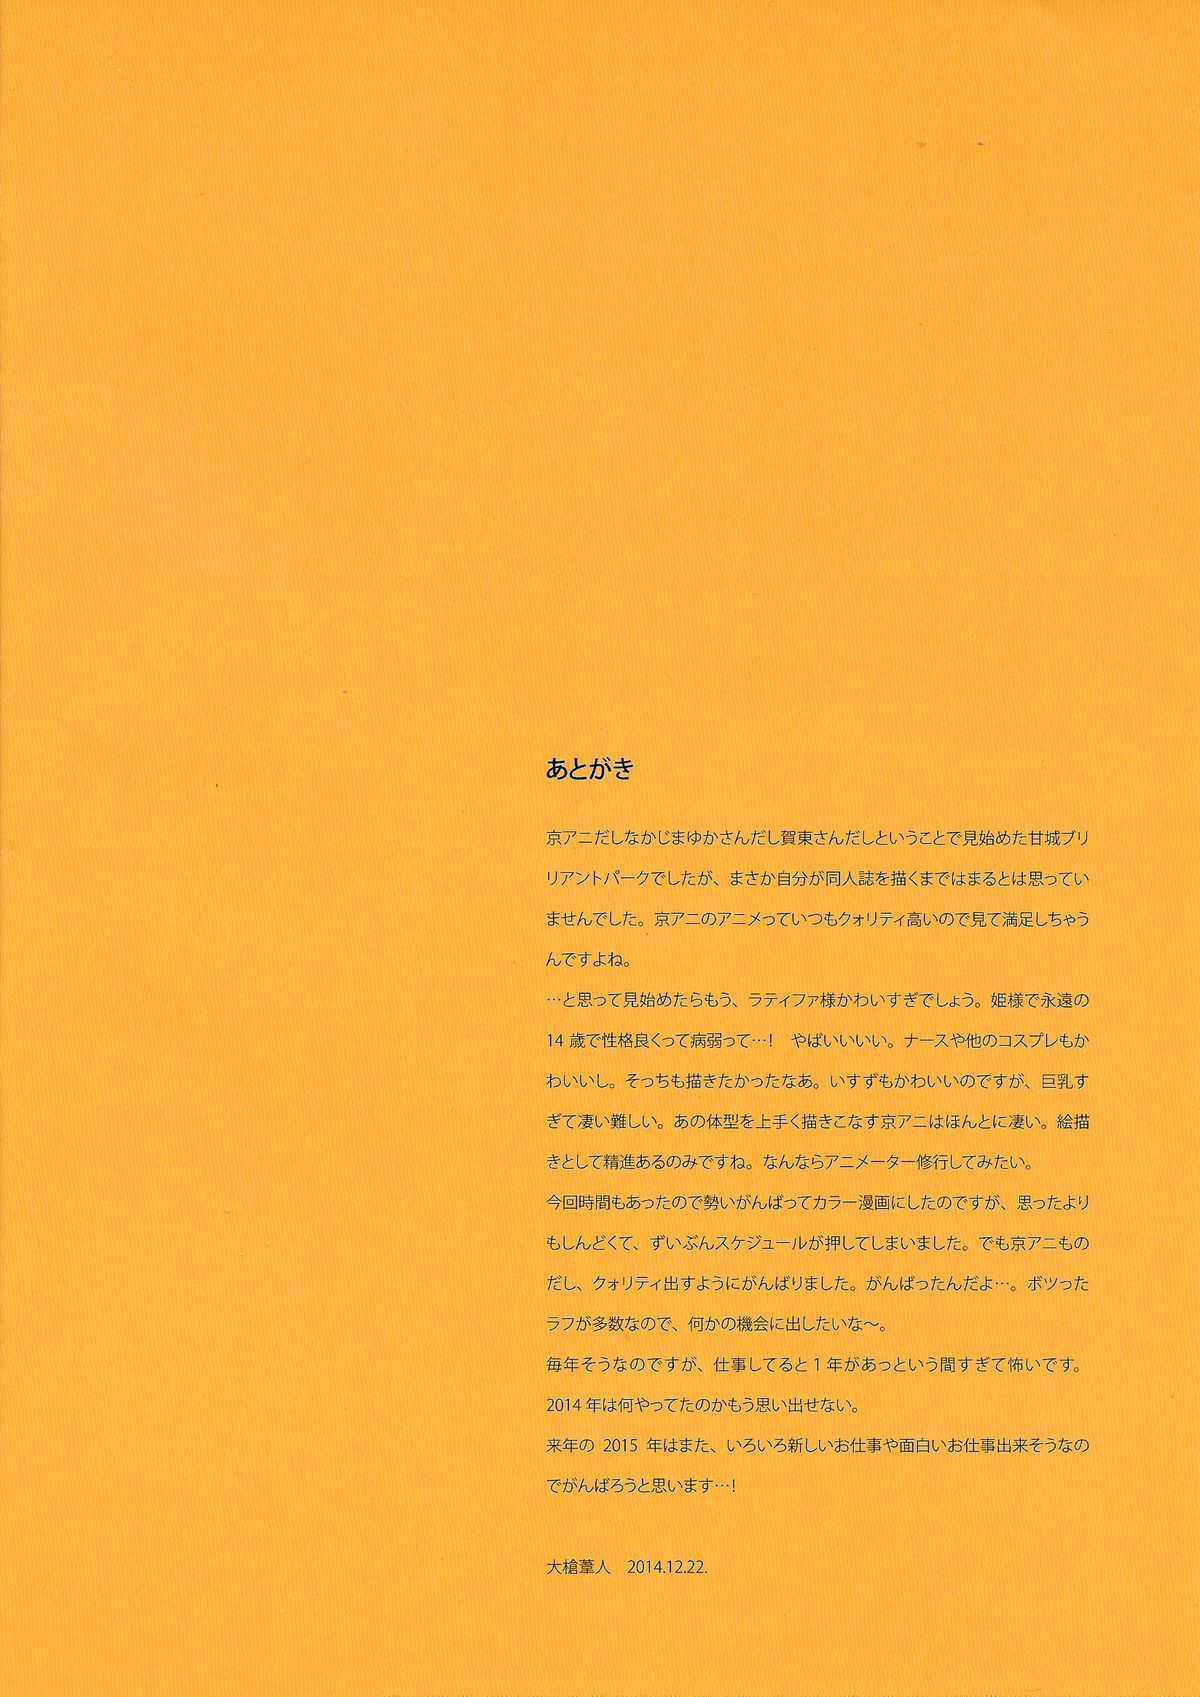 あとがき
京アニだしなかじまゆかさんだし賀東さんだしということで見始めた甘城ブリ
リアントパークでしたが、まさか自分が同人誌を描くまではまるとは思ってい
ませんでした。京アニのアニメっていつもクォリティ高いので見て満足しちゃう
んですよね。
…と思って見始めたらもう、ラティファ様かわいすぎでしょう。姫様で永遠の
14 歳で性格良くって病弱って…!　やばいいいい。ナースや他のコスプレもか
わいいし。そっちも描きたかったなあ。いすずもかわいいのですが、巨乳す
ぎて凄い難しい。あの体型を上手く描きこなす京アニはほんとに凄い。絵描
きとして精進あるのみですね。なんならアニメーター修行してみたい。
今回時間もあったので勢いがんばってカラー漫画にしたのですが、思ったより
もしんどくて、ずいぶんスケジュールが押してしまいました。でも京アニもの
だし、クォリティ出すようにがんばりました。がんばったんだよ…。ボツった
ラフが多数なので、何かの機会に出したいな〜。
毎年そうなのですが、仕事してると 1 年があっという間すぎて怖いです。
2014 年は何やってたのかもう思い出せない。
来年の 2015 年はまた、いろいろ新しいお仕事や面白いお仕事出来そうなの
でがんばろうと思います…!
大槍葦人　2014.12.22.